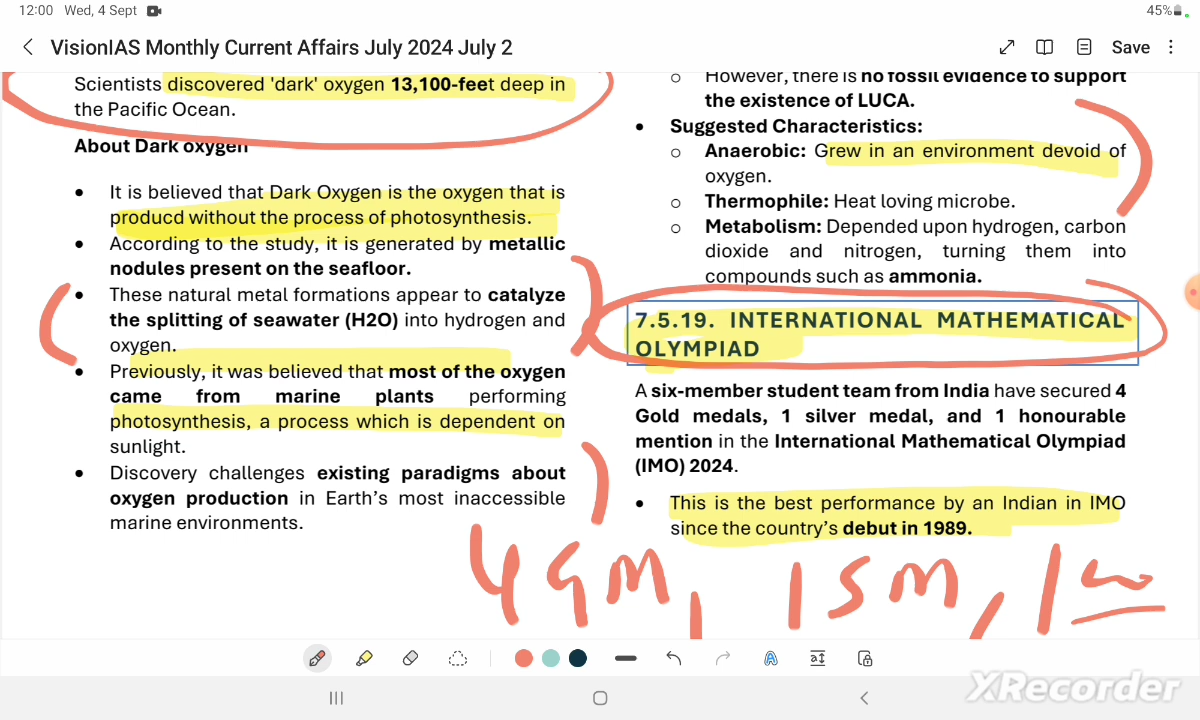 12:00 Wed, 4 Sept
45%
VisionIAS Monthly Current Affairs July 2024 July 2
Save
Scientists discovered 'dark' oxygen 13,100-feet deep in
the Pacific Ocean.
About Dark oxygen
• It is believed that Dark Oxygen is the oxygen that is
producd without the process of photosynthesis.
• According to the study, it is generated by metallic
nodules present on the seafloor.
• These natural metal formations appear to catalyze
the splitting of seawater (H2O) into hydrogen and
oxygen.
• Previously, it was believed that most of the oxygen
came from marine plants performing
photosynthesis, a process which is dependent on
sunlight.
• Discovery challenges existing paradigms about
oxygen production in Earth's most inaccessible
marine environments.
o However, there is no fossil evidence to support
the existence of LUCA.
• Suggested Characteristics:
o Anaerobic: Grew in an environment devoid of
oxygen.
o Thermophile: Heat loving microbe.
o Metabolism: Depended upon hydrogen, carbon
dioxide and nitrogen, turning them into
compounds such as ammonia.
7.5.19. INTERNATIONAL MATHEMATICAL
OLYMPIAD
A six-member student team from India have secured 4
Gold medals, 1 silver medal, and 1 honourable
mention in the International Mathematical Olympiad
(IMO) 2024.
• This is the best performance by an Indian in IMO
since the country's debut in 1989.
4 GM, 1 SM, 1
XRecorder